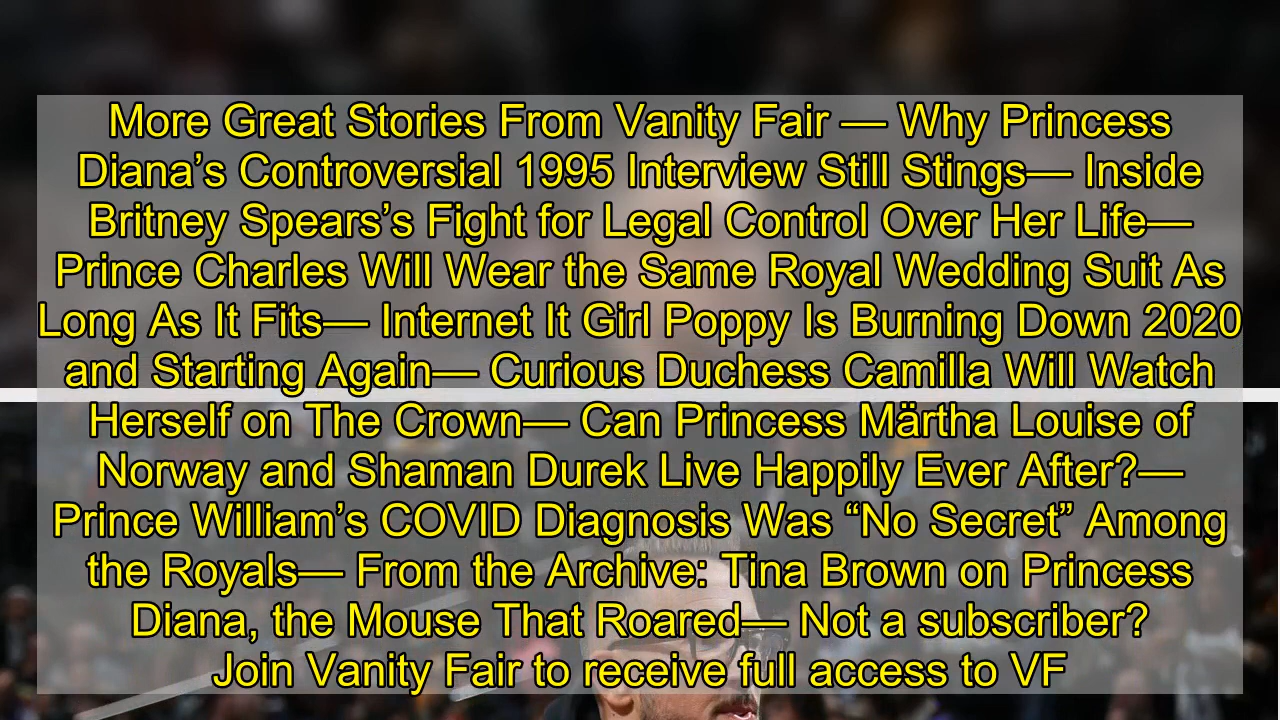 More Great Stories From Vanity Fair — Why Princess
Diana’s Controversial 1995 Interview Still Stings— Inside
Britney Spears’s Fight for Legal Control Over Her Life—
Prince Charles Will Wear the Same Royal Wedding Suit As
Long As It Fits— Internet It Girl Poppy Is Burning Down 2020
and Starting Again— Curious Duchess Camilla Will Watch
Herself on The Crown— Can Princess Märtha Louise of
Norway and Shaman Durek Live Happily Ever After?—
Prince William’s COVID Diagnosis Was “No Secret” Among
the Royals— From the Archive: Tina Brown on Princess
Diana, the Mouse That Roared— Not a subscriber?
Join Vanity Fair to receive full access to VF